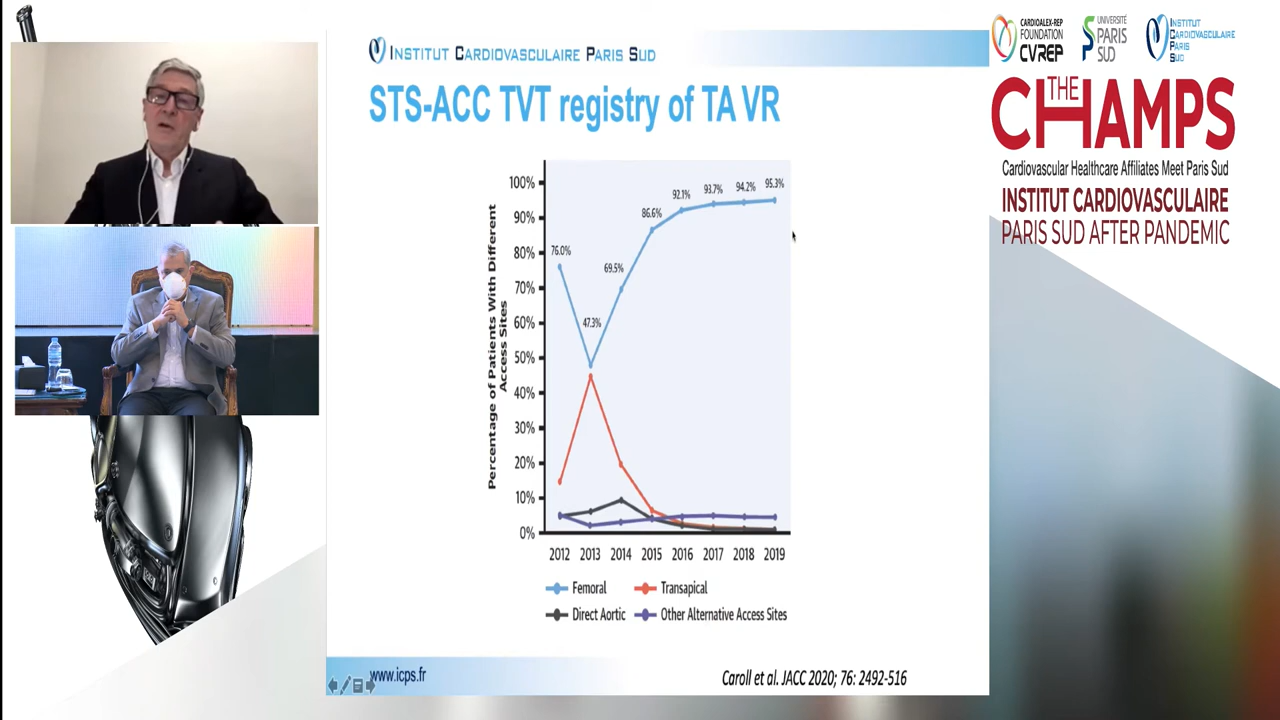 INSTITUT CARDIOVASCULAIRE PARIS SUD
STS-ACC TVT registry of TAVR
Percentage of Patients With Different
Access Sites
100%
90%
80%
70%
60%
50%
40%
30%
20%
10%
0%
76.0%
47.3%
69.5%
86.6%
92.1%
93.7%
94.2%
95.3%
2012 2013 2014 2015 2016 2017 2018 2019
Femoral Transapical
Direct Aortic Other Alternative Access Sites
www.icps.fr
Caroll et al. JACC 2020; 76: 2492-516
CARDIOALEX-REP
FOUNDATION
CVREP
UNIVERSITÉ
PARIS
SUD
INSTITUT
CARDIOVASCULAIRE
PARIS
SUD
THE
CHAMPS
Cardiovascular Healthcare Affiliates Meet Paris Sud
INSTITUT CARDIOVASCULAIRE
PARIS SUD AFTER PANDEMIC